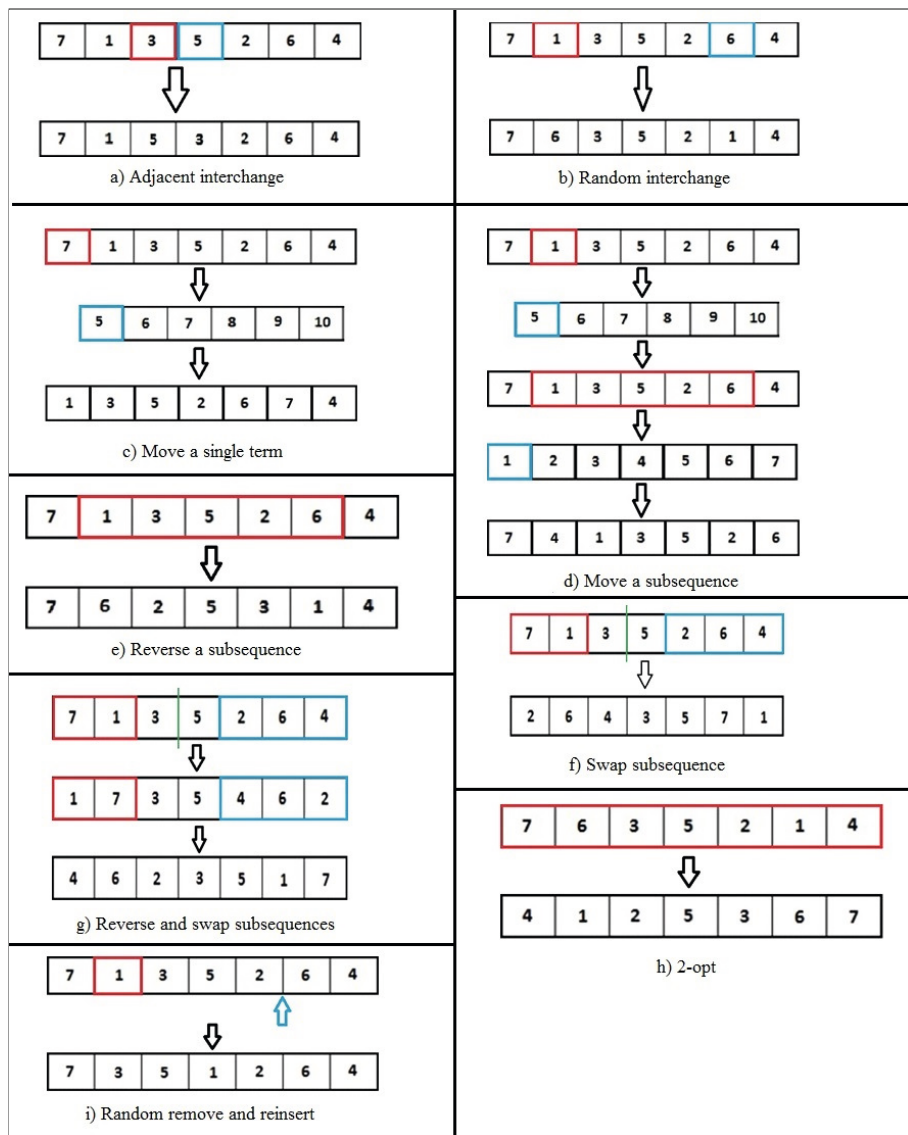 7 1 3 5 2 6 4
7 1 5 3 2 6 4
a) Adjacent interchange
7 1 3 5 2 6 4
7 6 3 5 2 1 4
b) Random interchange
7 1 3 5 2 6 4
5 6 7 8 9 10
1 3 5 2 6 7 4
c) Move a single term
7 1 3 5 2 6 4
5 6 7 8 9 10
7 1 3 5 2 6 4
1 2 3 4 5 6 7
7 4 1 3 5 2 6
d) Move a subsequence
7 1 3 5 2 6 4
7 6 2 5 3 1 4
e) Reverse a subsequence
7 1 3 5 2 6 4
2 6 4 3 5 7 1
f) Swap subsequence
7 1 3 5 2 6 4
1 7 3 5 4 6 2
4 6 2 3 5 1 7
g) Reverse and swap subsequences
7 6 3 5 2 1 4
4 1 2 5 3 6 7
h) 2-opt
7 1 3 5 2 6 4
7 3 5 1 2 6 4
i) Random remove and reinsert